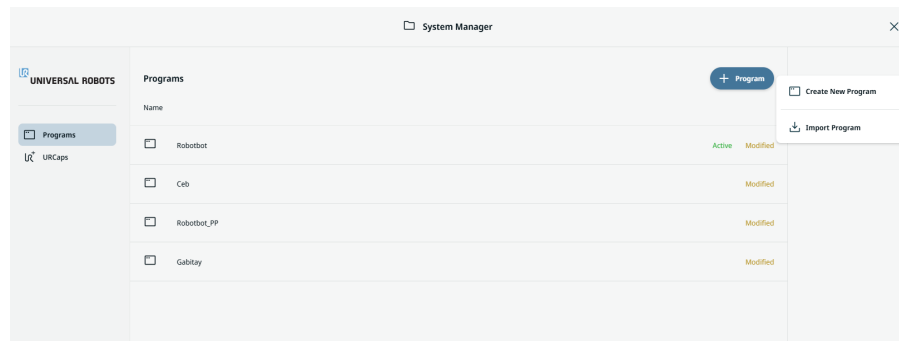 System Manager
UNIVERSAL ROBOTS
Programs
URCaps
Programs
Program
Name
Robotbot Active Modified
Ceb Modified
Robotbot_PP Modified
Gabitay Modified
Create New Program
Import Program